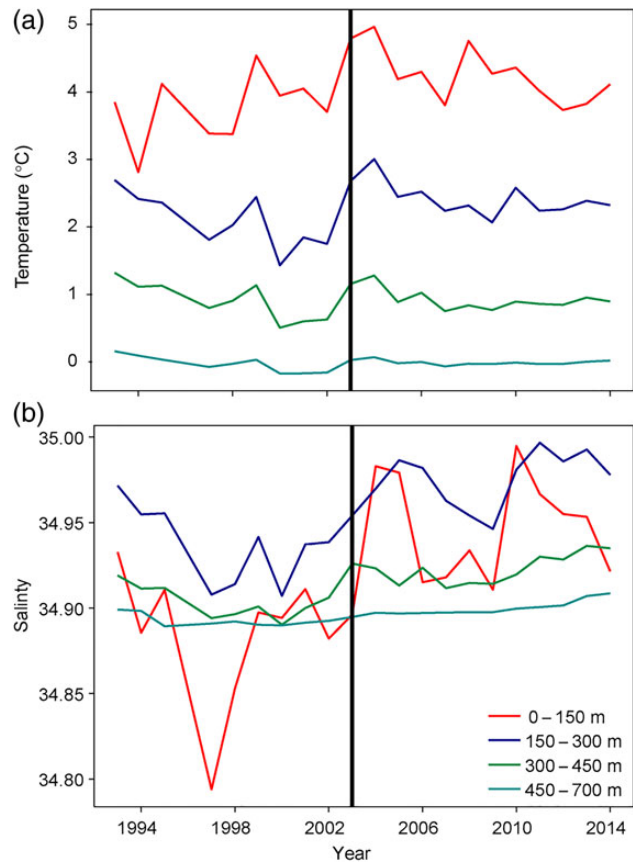 (a)
5
4
3
2
1
0
Temperature (°C)
(b)
35.00
34.95
34.90
34.85
34.80
Salinty
0–150 m
150–300 m
300–450 m
450–700 m
1994 1998 2002 2006 2010 2014
Year